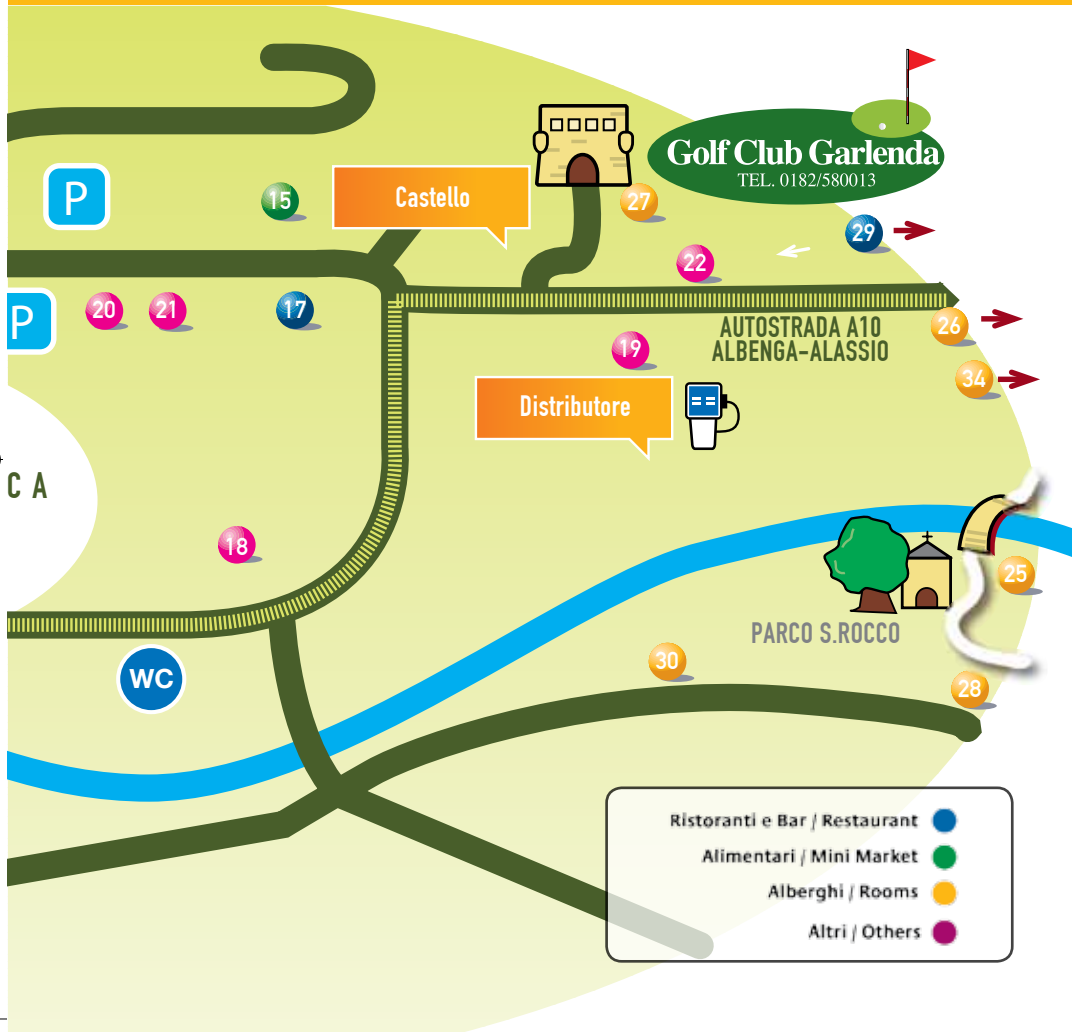 Golf Club Garlenda
TEL. 0182/580013
P
15
Castello
27
29
22
P
20
21
17
AUTOSTRADA A10
ALBENGA-ALASSIO
26
19
34
Distributore
C A
18
25
PARCO S.ROCCO
WC
30
28
Ristoranti e Bar / Restaurant
Alimentari / Mini Market
Alberghi / Rooms
Altri / Others